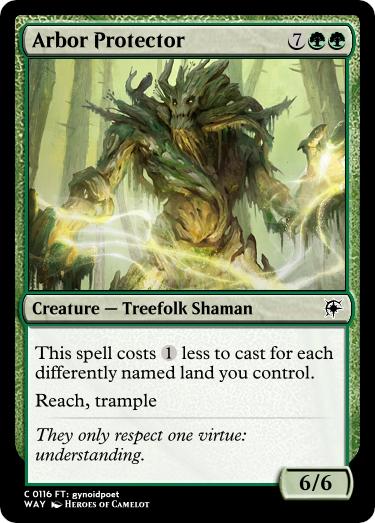 Arbor Protector 7
Creature — Treefolk Shaman
This spell costs 1 less to cast for each
differently named land you control.
Reach, trample
They only respect one virtue:
understanding.
6/6
C 0116 FT: gynoidpoet
WAY HEROES OF CAMELOT